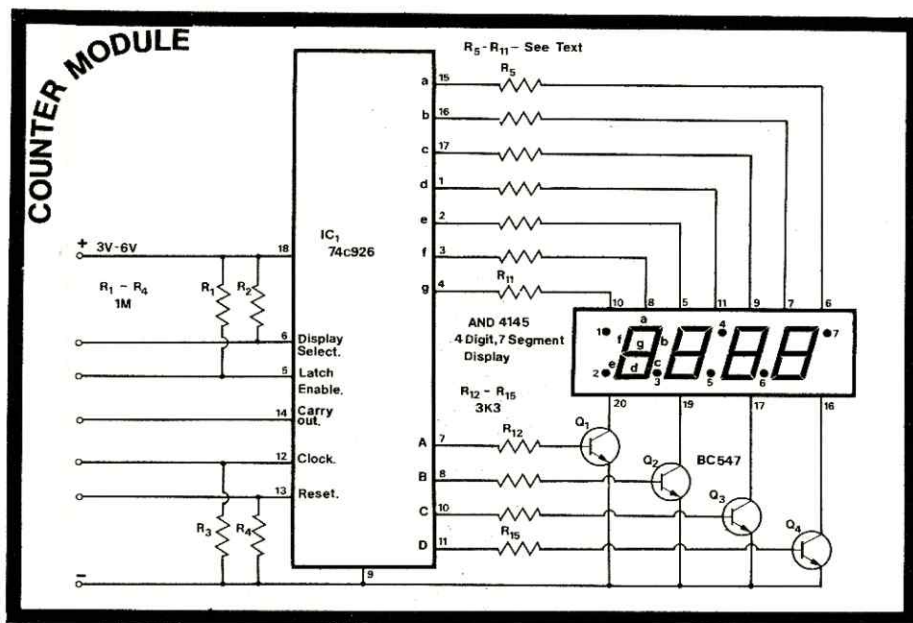 COUNTER MODULE
R5-R11 – See Text
a 15 R5
b 16
c 17
d 1
e 2
f 3
g 4 R11
+ 3V-6V
18
IC1
74c926
R1 – R4
1M
R1 R2
6 Display
Select.
5 Latch
Enable.
14 Carry
out.
12 Clock.
13 Reset.
R3 R4
–
9
10 8 5 11 9 7 6
AND 4145
4 Digit,7 Segment
Display
1 a 4 7
f g b
2 e d c 3 5 6
20 19 17 16
R12 – R15
3K3
A 7 R12 Q1
B 8 Q2 BC547
C 10 Q3
D 11 R15 Q4